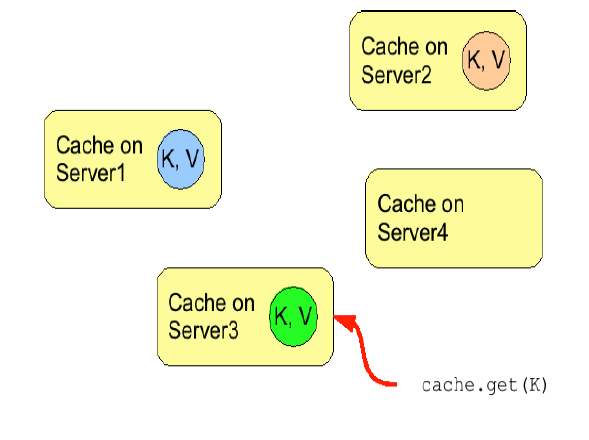 Cache on
Server2
K, V
Cache on
Server1
K, V
Cache on
Server4
Cache on
Server3
K, V
cache.get(K)